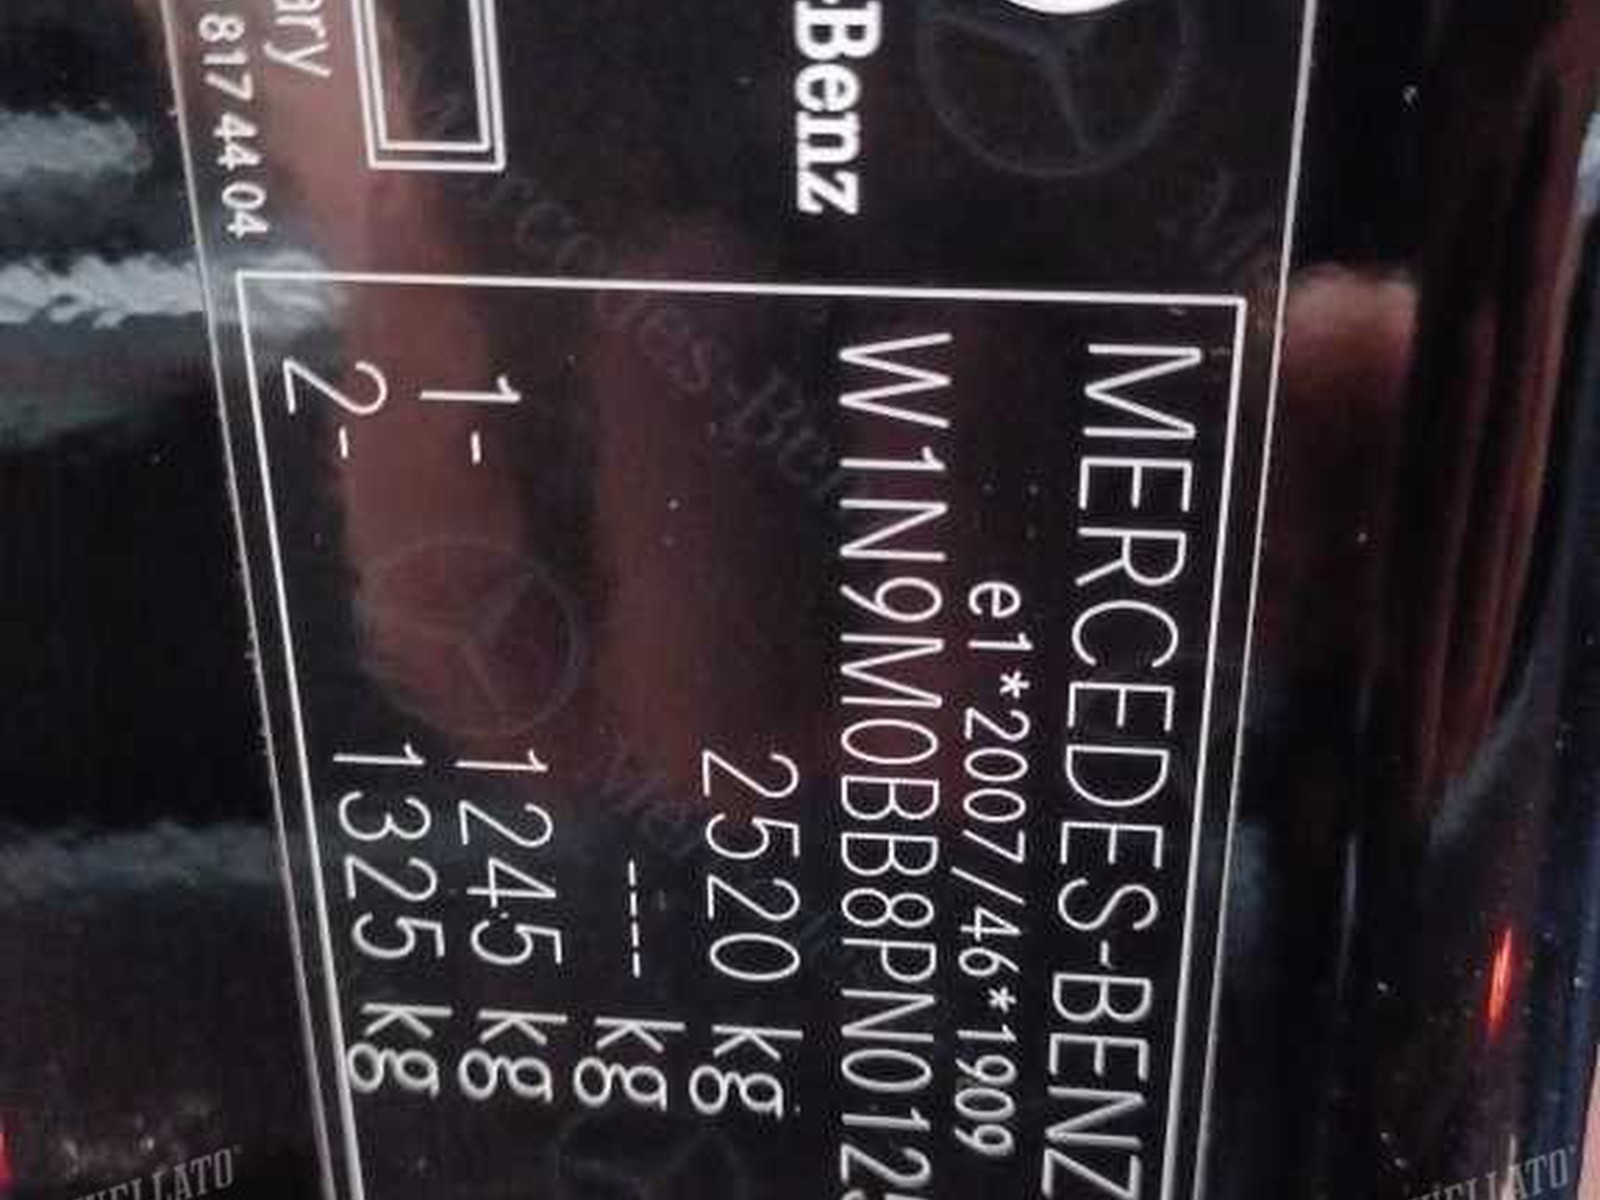 -Benz
ary
817 44 04
MERCEDES-BENZ
e1*2007/46*1909
W1N9M0BB8PN012
2520 kg
---- kg
1- 1245 kg
2- 1325 kg